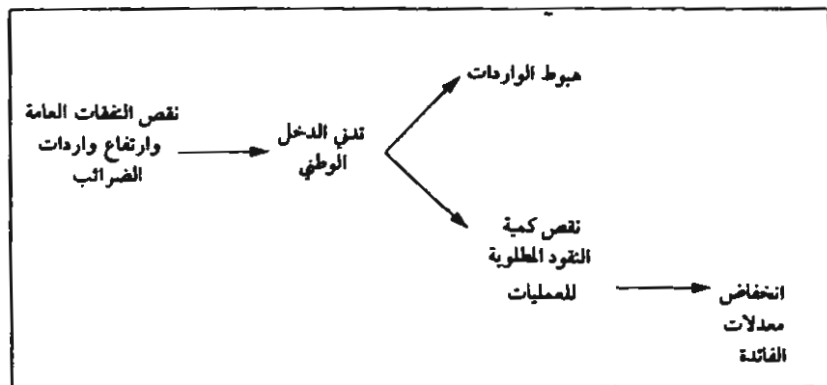 هبوط الواردات
نقص النفقات العامة
وارتفاع واردات
الضرائب
تدني الدخل
الوطني
نقص كمية
النقود المطلوبة
للعمليات
انخفاض
معدلات
الفائدة